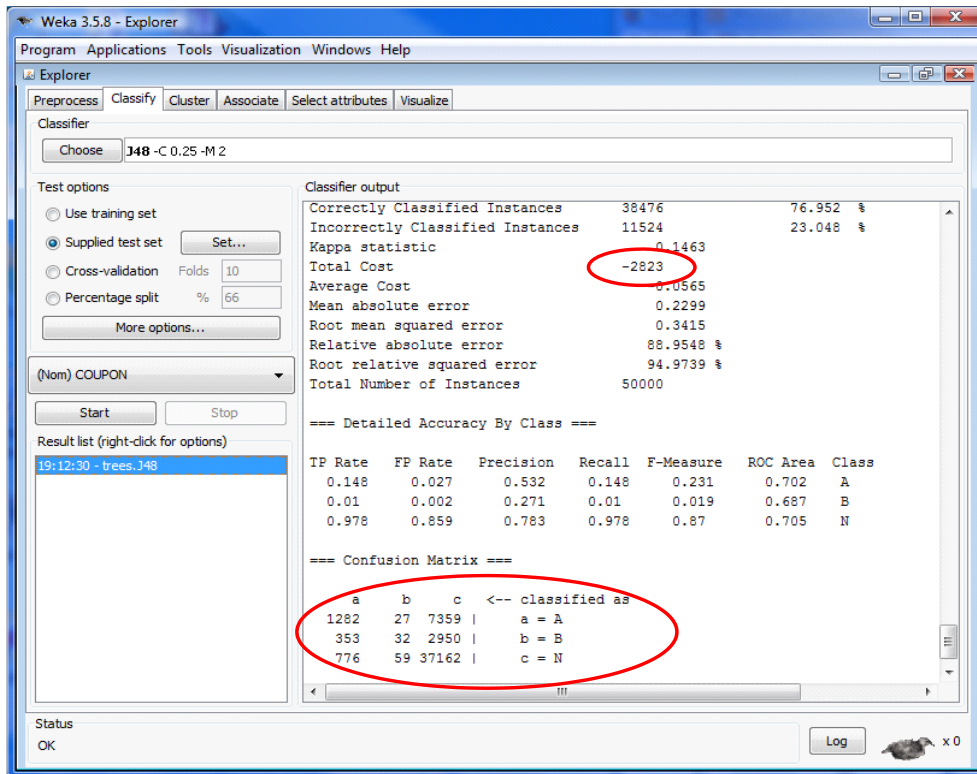 Weka 3.5.8 - Explorer
Program Applications Tools Visualization Windows Help
Explorer
Preprocess Classify Cluster Associate Select attributes Visualize
Classifier
Choose J48 -C 0.25 -M 2
Test options
Use training set
Supplied test set Set...
Cross-validation Folds 10
Percentage split % 66
More options...
(Nom) COUPON
Start Stop
Result list (right-click for options)
19:12:30 - trees.J48
Classifier output
Correctly Classified Instances 38476 76.952 %
Incorrectly Classified Instances 11524 23.048 %
Kappa statistic 0.1463
Total Cost -2823
Average Cost -0.0565
Mean absolute error 0.2299
Root mean squared error 0.3415
Relative absolute error 88.9548 %
Root relative squared error 94.9739 %
Total Number of Instances 50000
=== Detailed Accuracy By Class ===
TP Rate FP Rate Precision Recall F-Measure ROC Area Class
0.148 0.027 0.532 0.148 0.231 0.702 A
0.01 0.002 0.271 0.01 0.019 0.687 B
0.978 0.859 0.783 0.978 0.87 0.705 N
=== Confusion Matrix ===
a b c <-- classified as
1282 27 7359 | a = A
353 32 2950 | b = B
776 59 37162 | c = N
Status
OK
Log x 0